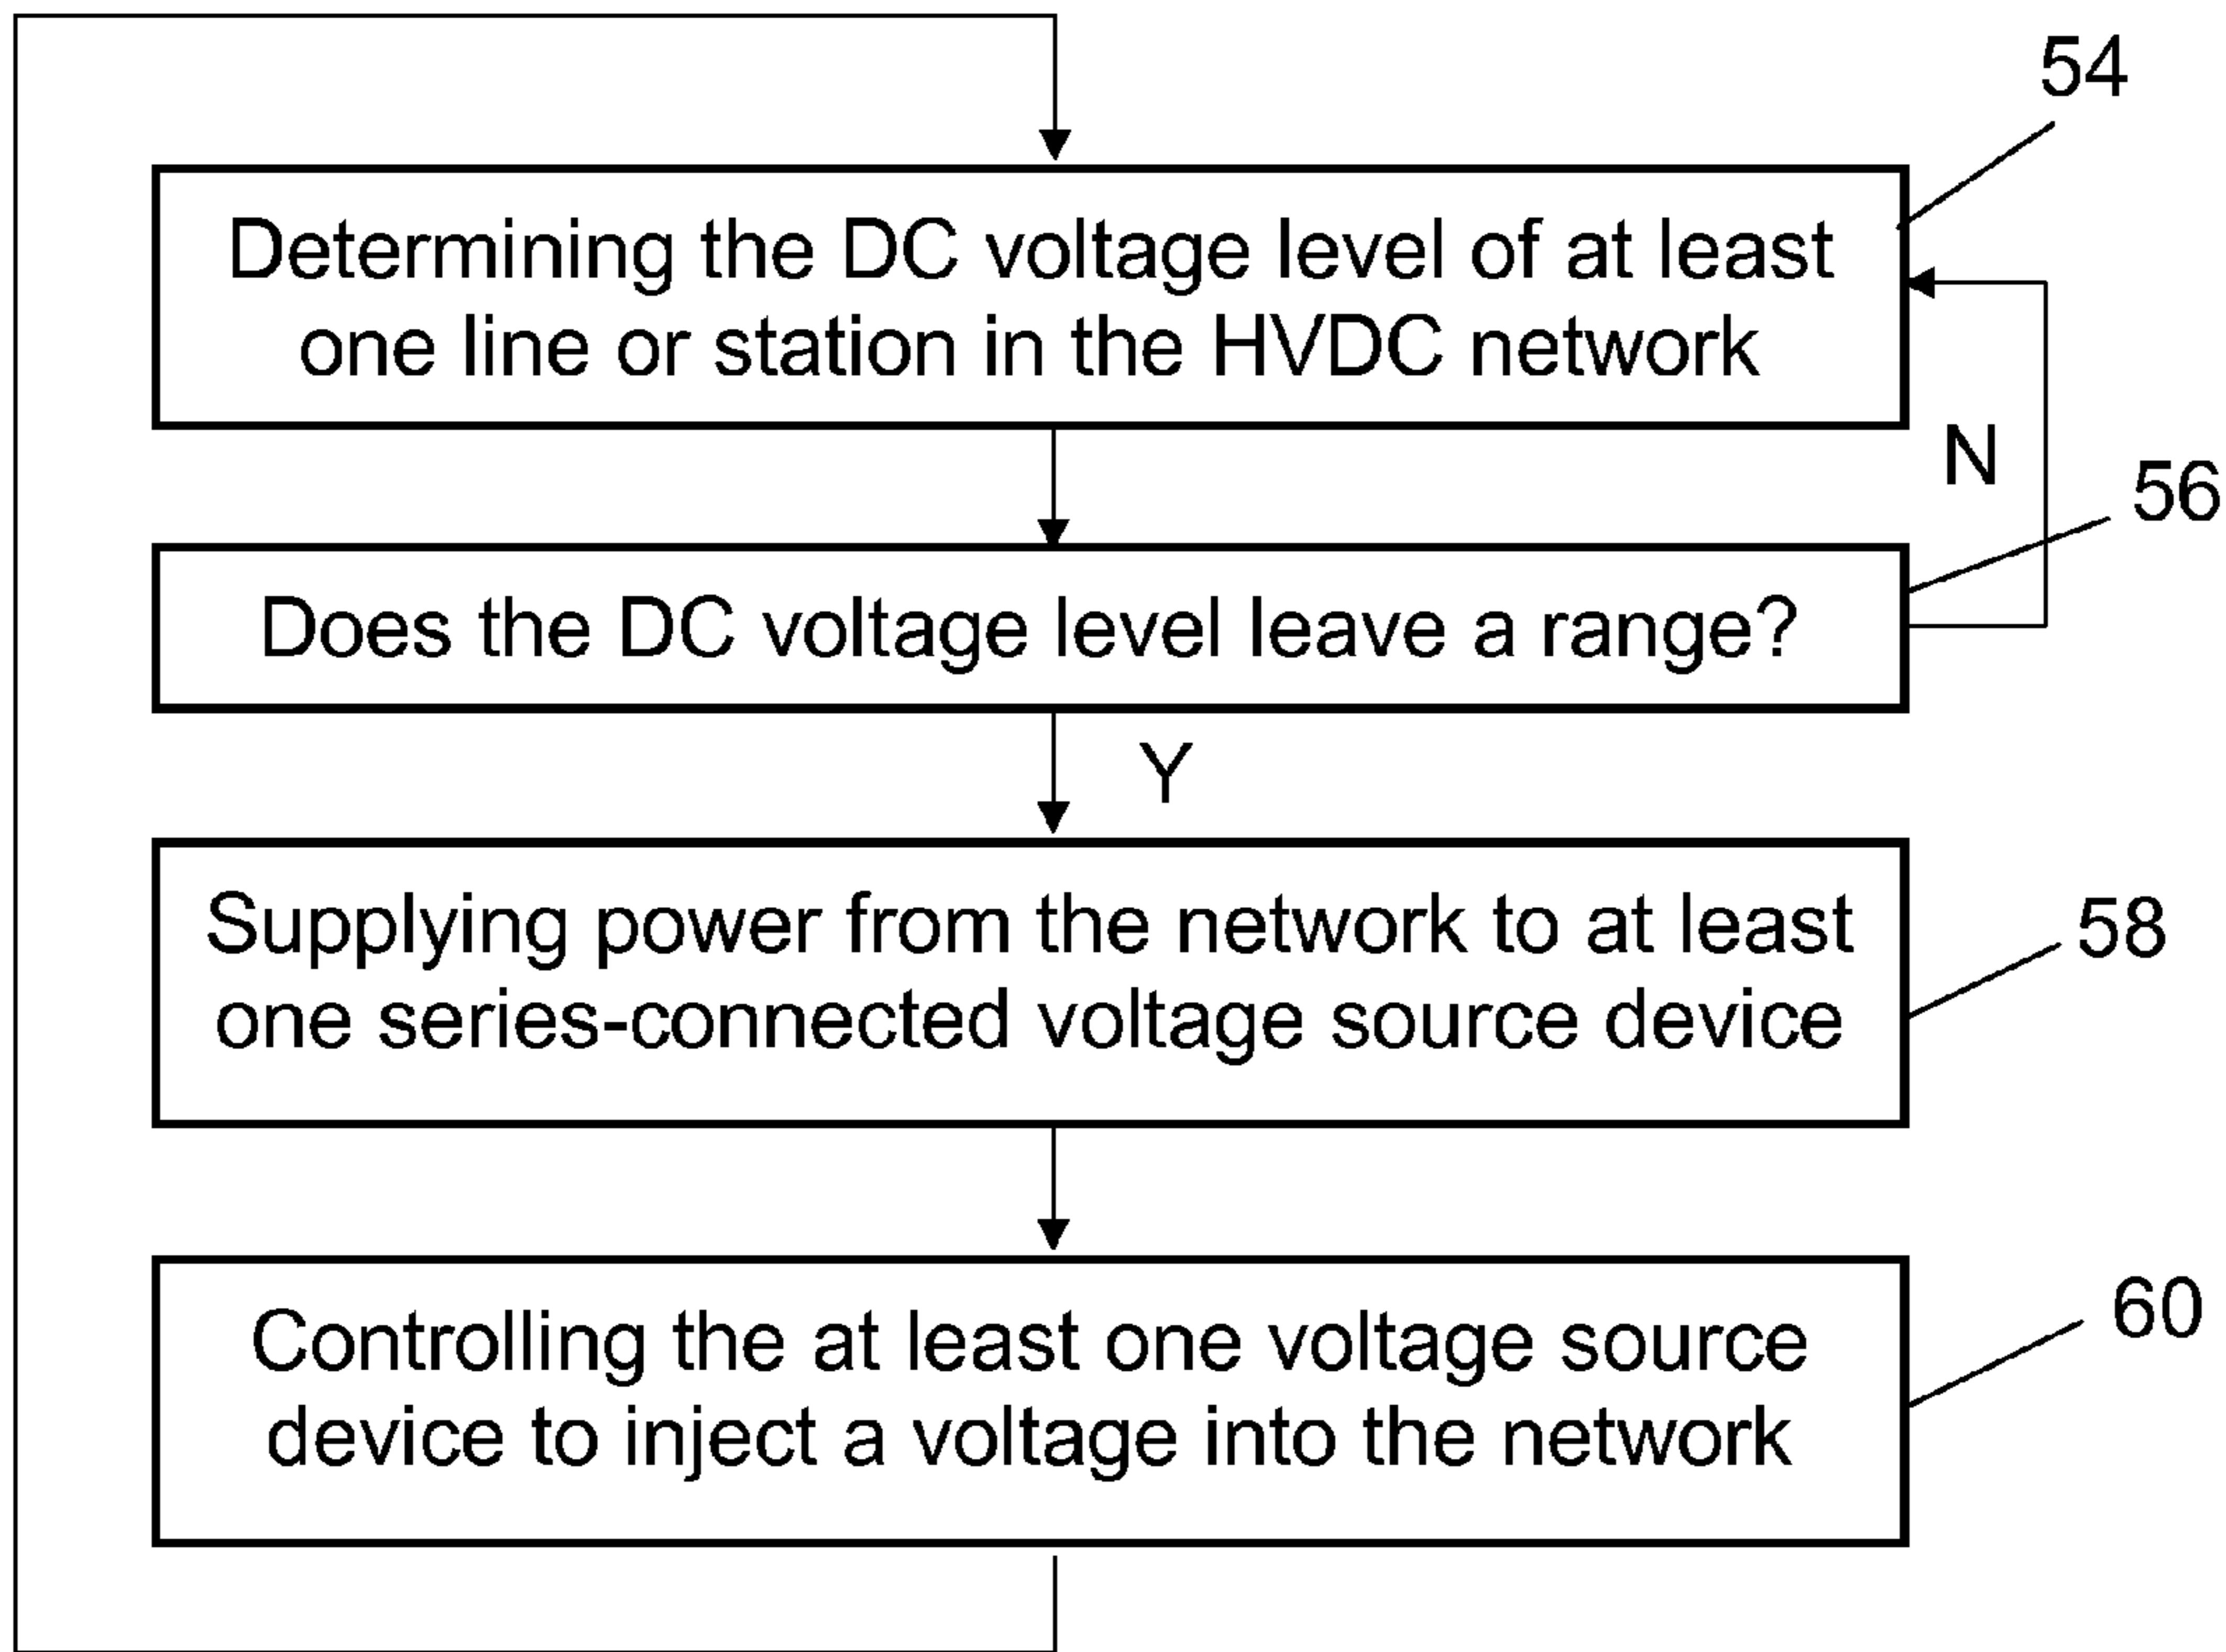 54
Determining the DC voltage level of at least
one line or station in the HVDC network
N
56
Does the DC voltage level leave a range?
Y
Supplying power from the network to at least
one series-connected voltage source device
58
Controlling the at least one voltage source
device to inject a voltage into the network
60